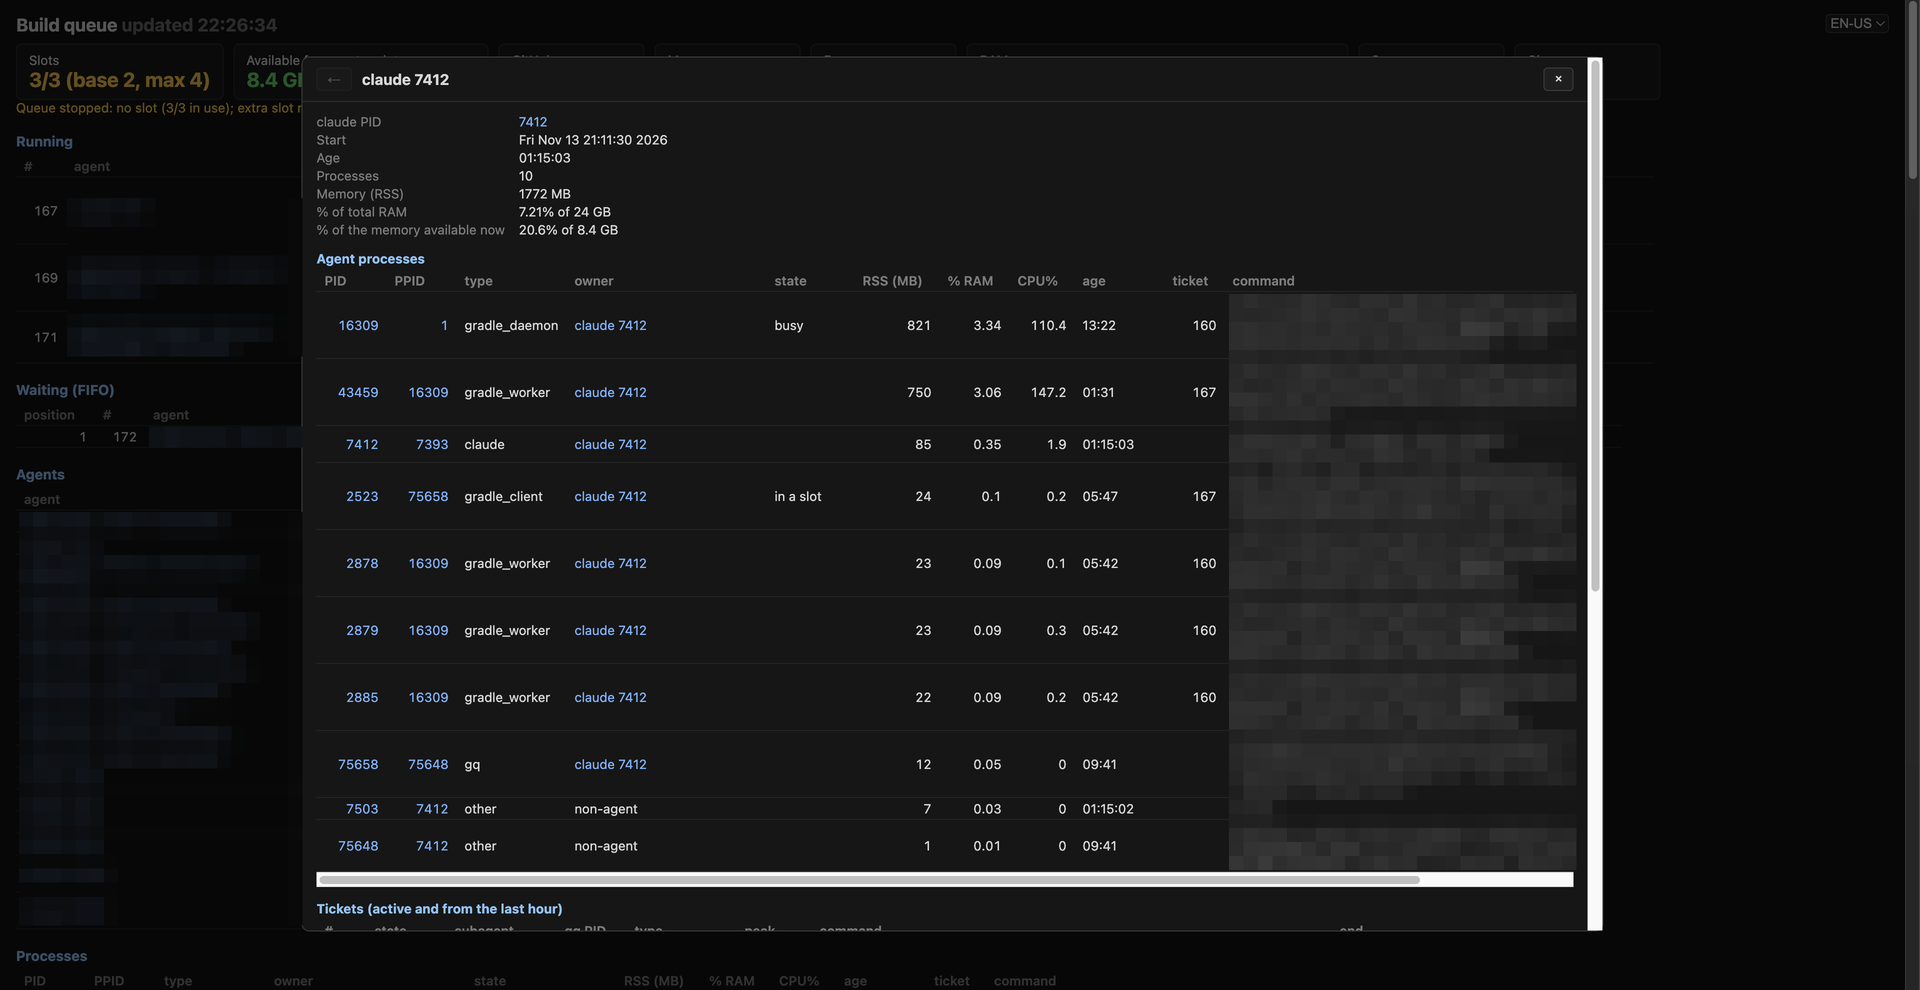 Build queue updated 22:26:34
EN-US
Slots
3/3 (base 2, max 4)
Available
8.4 G
Queue stopped: no slot (3/3 in use); extra slot
Running
# agent
167
169
171
Waiting (FIFO)
position # agent
1 172
Agents
agent
← claude 7412 ×
claude PID 7412
Start Fri Nov 13 21:11:30 2026
Age 01:15:03
Processes 10
Memory (RSS) 1772 MB
% of total RAM 7.21% of 24 GB
% of the memory available now 20.6% of 8.4 GB
Agent processes
PID PPID type owner state RSS (MB) % RAM CPU% age ticket command
16309 1 gradle_daemon claude 7412 busy 821 3.34 110.4 13:22 160
43459 16309 gradle_worker claude 7412 750 3.06 147.2 01:31 167
7412 7393 claude claude 7412 85 0.35 1.9 01:15:03
2523 75658 gradle_client claude 7412 in a slot 24 0.1 0.2 05:47 167
2878 16309 gradle_worker claude 7412 23 0.09 0.1 05:42 160
2879 16309 gradle_worker claude 7412 23 0.09 0.3 05:42 160
2885 16309 gradle_worker claude 7412 22 0.09 0.2 05:42 160
75658 75648 gq claude 7412 12 0.05 0 09:41
7503 7412 other non-agent 7 0.03 0 01:15:02
75648 7412 other non-agent 1 0.01 0 09:41
Tickets (active and from the last hour)
# state subagent gq PID type peak command end
Processes
PID PPID type owner state RSS (MB) % RAM CPU% age ticket command